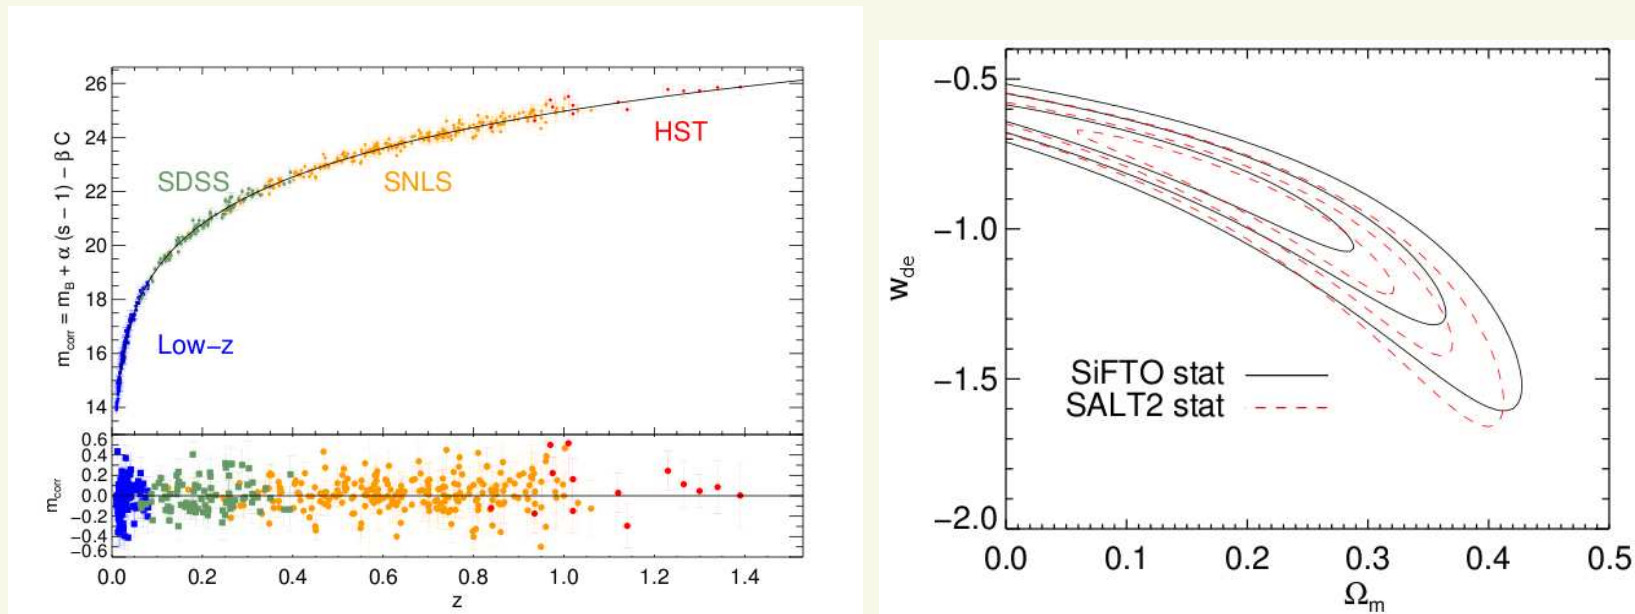 m_corr = m_B + α (s − 1) − β C
26
24
22
20
18
16
14
SDSS
SNLS
HST
Low−z
m_corr
0.6
0.4
0.2
0.0
−0.2
−0.4
−0.6
0.0 0.2 0.4 0.6 0.8 1.0 1.2 1.4
z
w_de
−0.5
−1.0
−1.5
−2.0
SiFTO stat
SALT2 stat
0.0 0.1 0.2 0.3 0.4 0.5
Ω_m